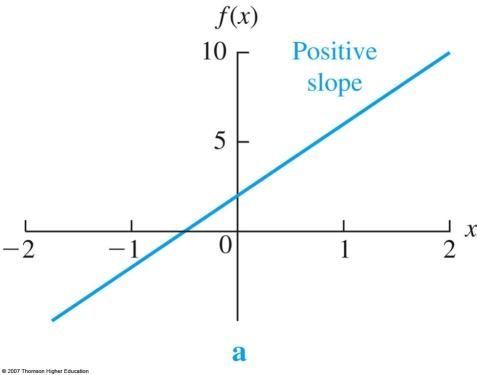 f(x)
10
Positive
slope
5
−2
−1
0
1
2
x
a
© 2007 Thomson Higher Education